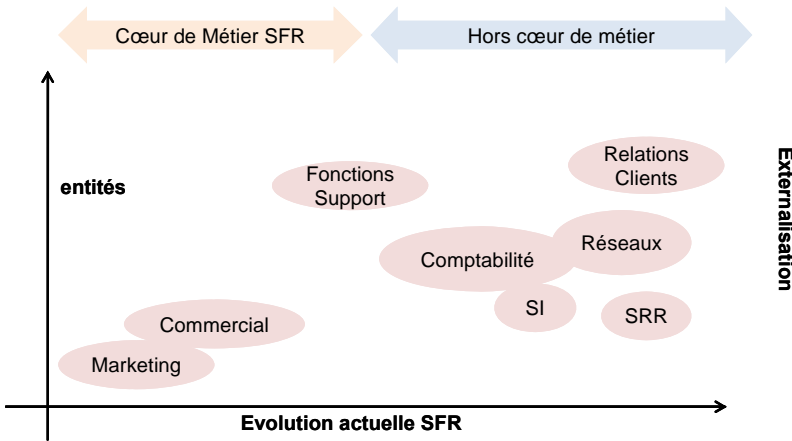 Cœur de Métier SFR
Hors cœur de métier
entités
Fonctions
Support
Relations
Clients
Externalisation
Comptabilité
Réseaux
SI
SRR
Commercial
Marketing
Evolution actuelle SFR